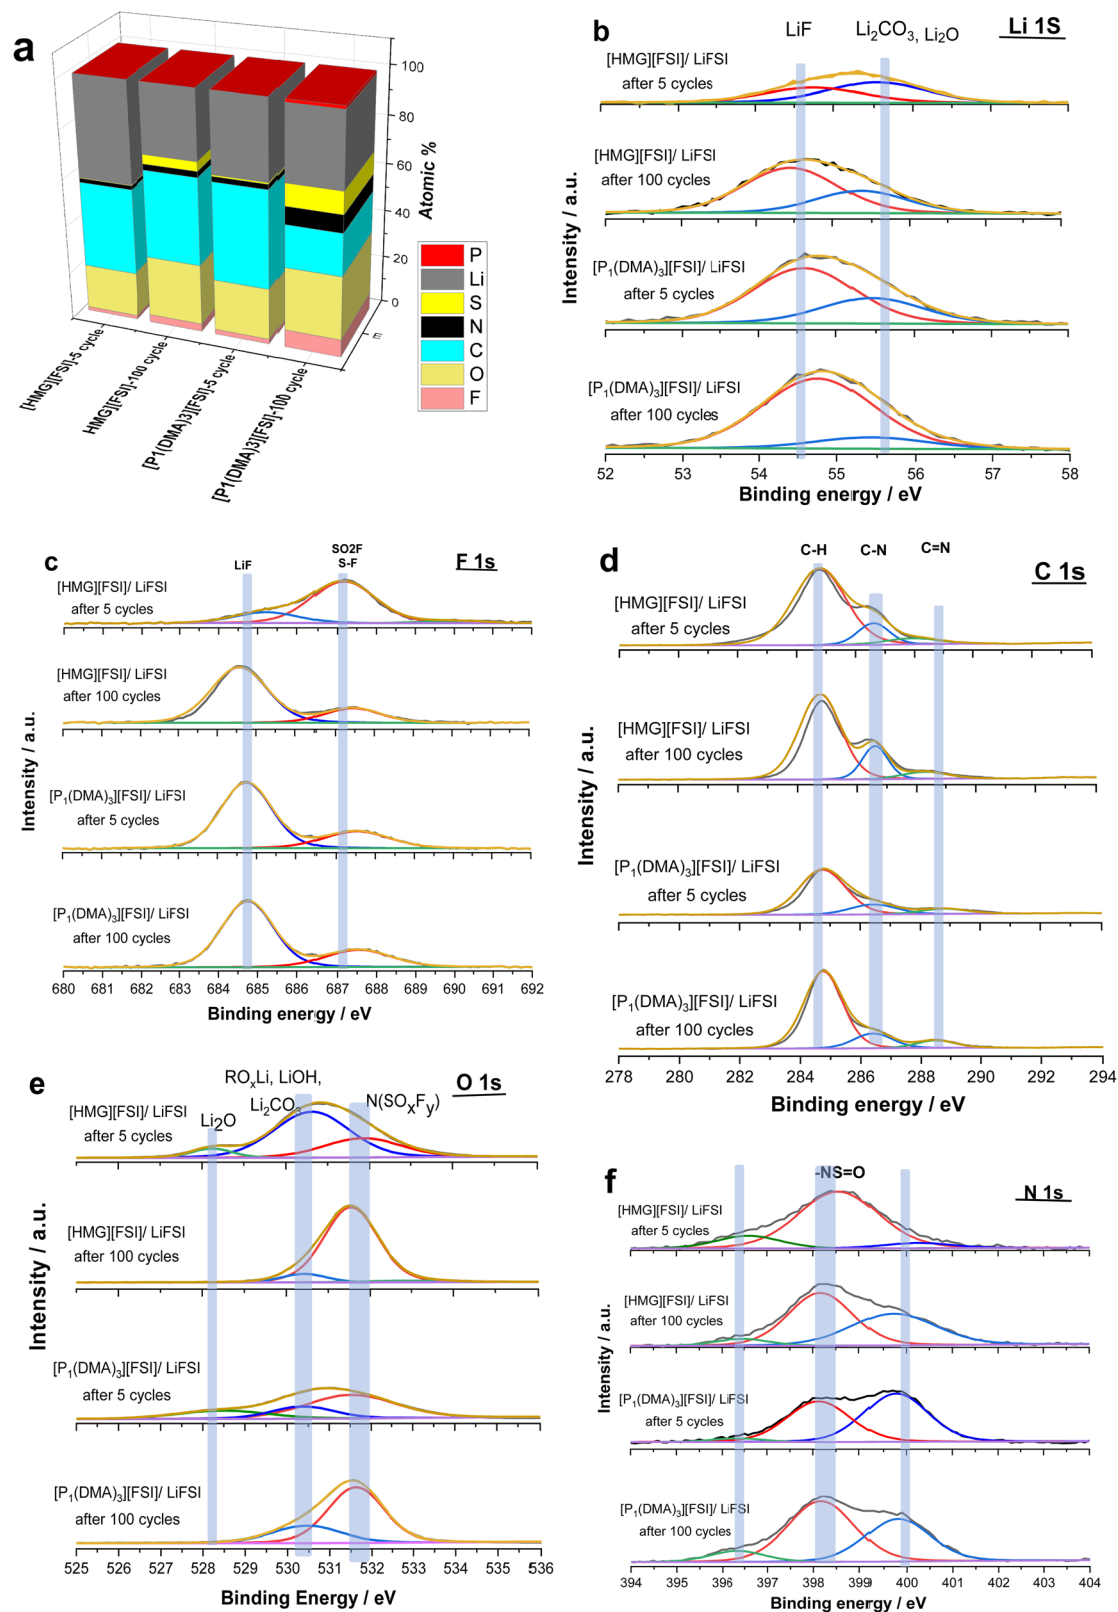 a
100
80
60
40
20
0
Atomic %
E
[HMG][FSI]-5 cycle
HMG][FSI]-100 cycle
[P1(DMA)3][FSI]-5 cycle
[P1(DMA)3][FSI]-100 cycle
P
Li
S
N
C
O
F
b
LiF
Li₂CO₃, Li₂O
Li 1S
[HMG][FSI]/ LiFSI
after 5 cycles
[HMG][FSI]/ LiFSI
after 100 cycles
[P₁(DMA)₃][FSI]/ LiFSI
after 5 cycles
[P₁(DMA)₃][FSI]/ LiFSI
after 100 cycles
Intensity / a.u.
52 53 54 55 56 57 58
Binding energy / eV
c
LiF
SO2F
S-F
F 1s
[HMG][FSI]/ LiFSI
after 5 cycles
[HMG][FSI]/ LiFSI
after 100 cycles
[P₁(DMA)₃][FSI]/ LiFSI
after 5 cycles
[P₁(DMA)₃][FSI]/ LiFSI
after 100 cycles
Intensity / a.u.
680 681 682 683 684 685 686 687 688 689 690 691 692
Binding energy / eV
d
C-H
C-N
C=N
C 1s
[HMG][FSI]/ LiFSI
after 5 cycles
[HMG][FSI]/ LiFSI
after 100 cycles
[P₁(DMA)₃][FSI]/ LiFSI
after 5 cycles
[P₁(DMA)₃][FSI]/ LiFSI
after 100 cycles
Intensity / a.u.
278 280 282 284 286 288 290 292 294
Binding energy / eV
e
ROₓLi, LiOH,
Li₂CO₃
Li₂O
N(SOₓFᵧ)
O 1s
[HMG][FSI]/ LiFSI
after 5 cycles
[HMG][FSI]/ LiFSI
after 100 cycles
[P₁(DMA)₃][FSI]/ LiFSI
after 5 cycles
[P₁(DMA)₃][FSI]/ LiFSI
after 100 cycles
Intensity / a.u.
525 526 527 528 529 530 531 532 533 534 535 536
Binding Energy / eV
f
-NS=O
N 1s
[HMG][FSI]/ LiFSI
after 5 cycles
[HMG][FSI]/ LiFSI
after 100 cycles
[P₁(DMA)₃][FSI]/ LiFSI
after 5 cycles
[P₁(DMA)₃][FSI]/ LiFSI
after 100 cycles
Intensity / a.u.
394 395 396 397 398 399 400 401 402 403 404
Binding energy / eV